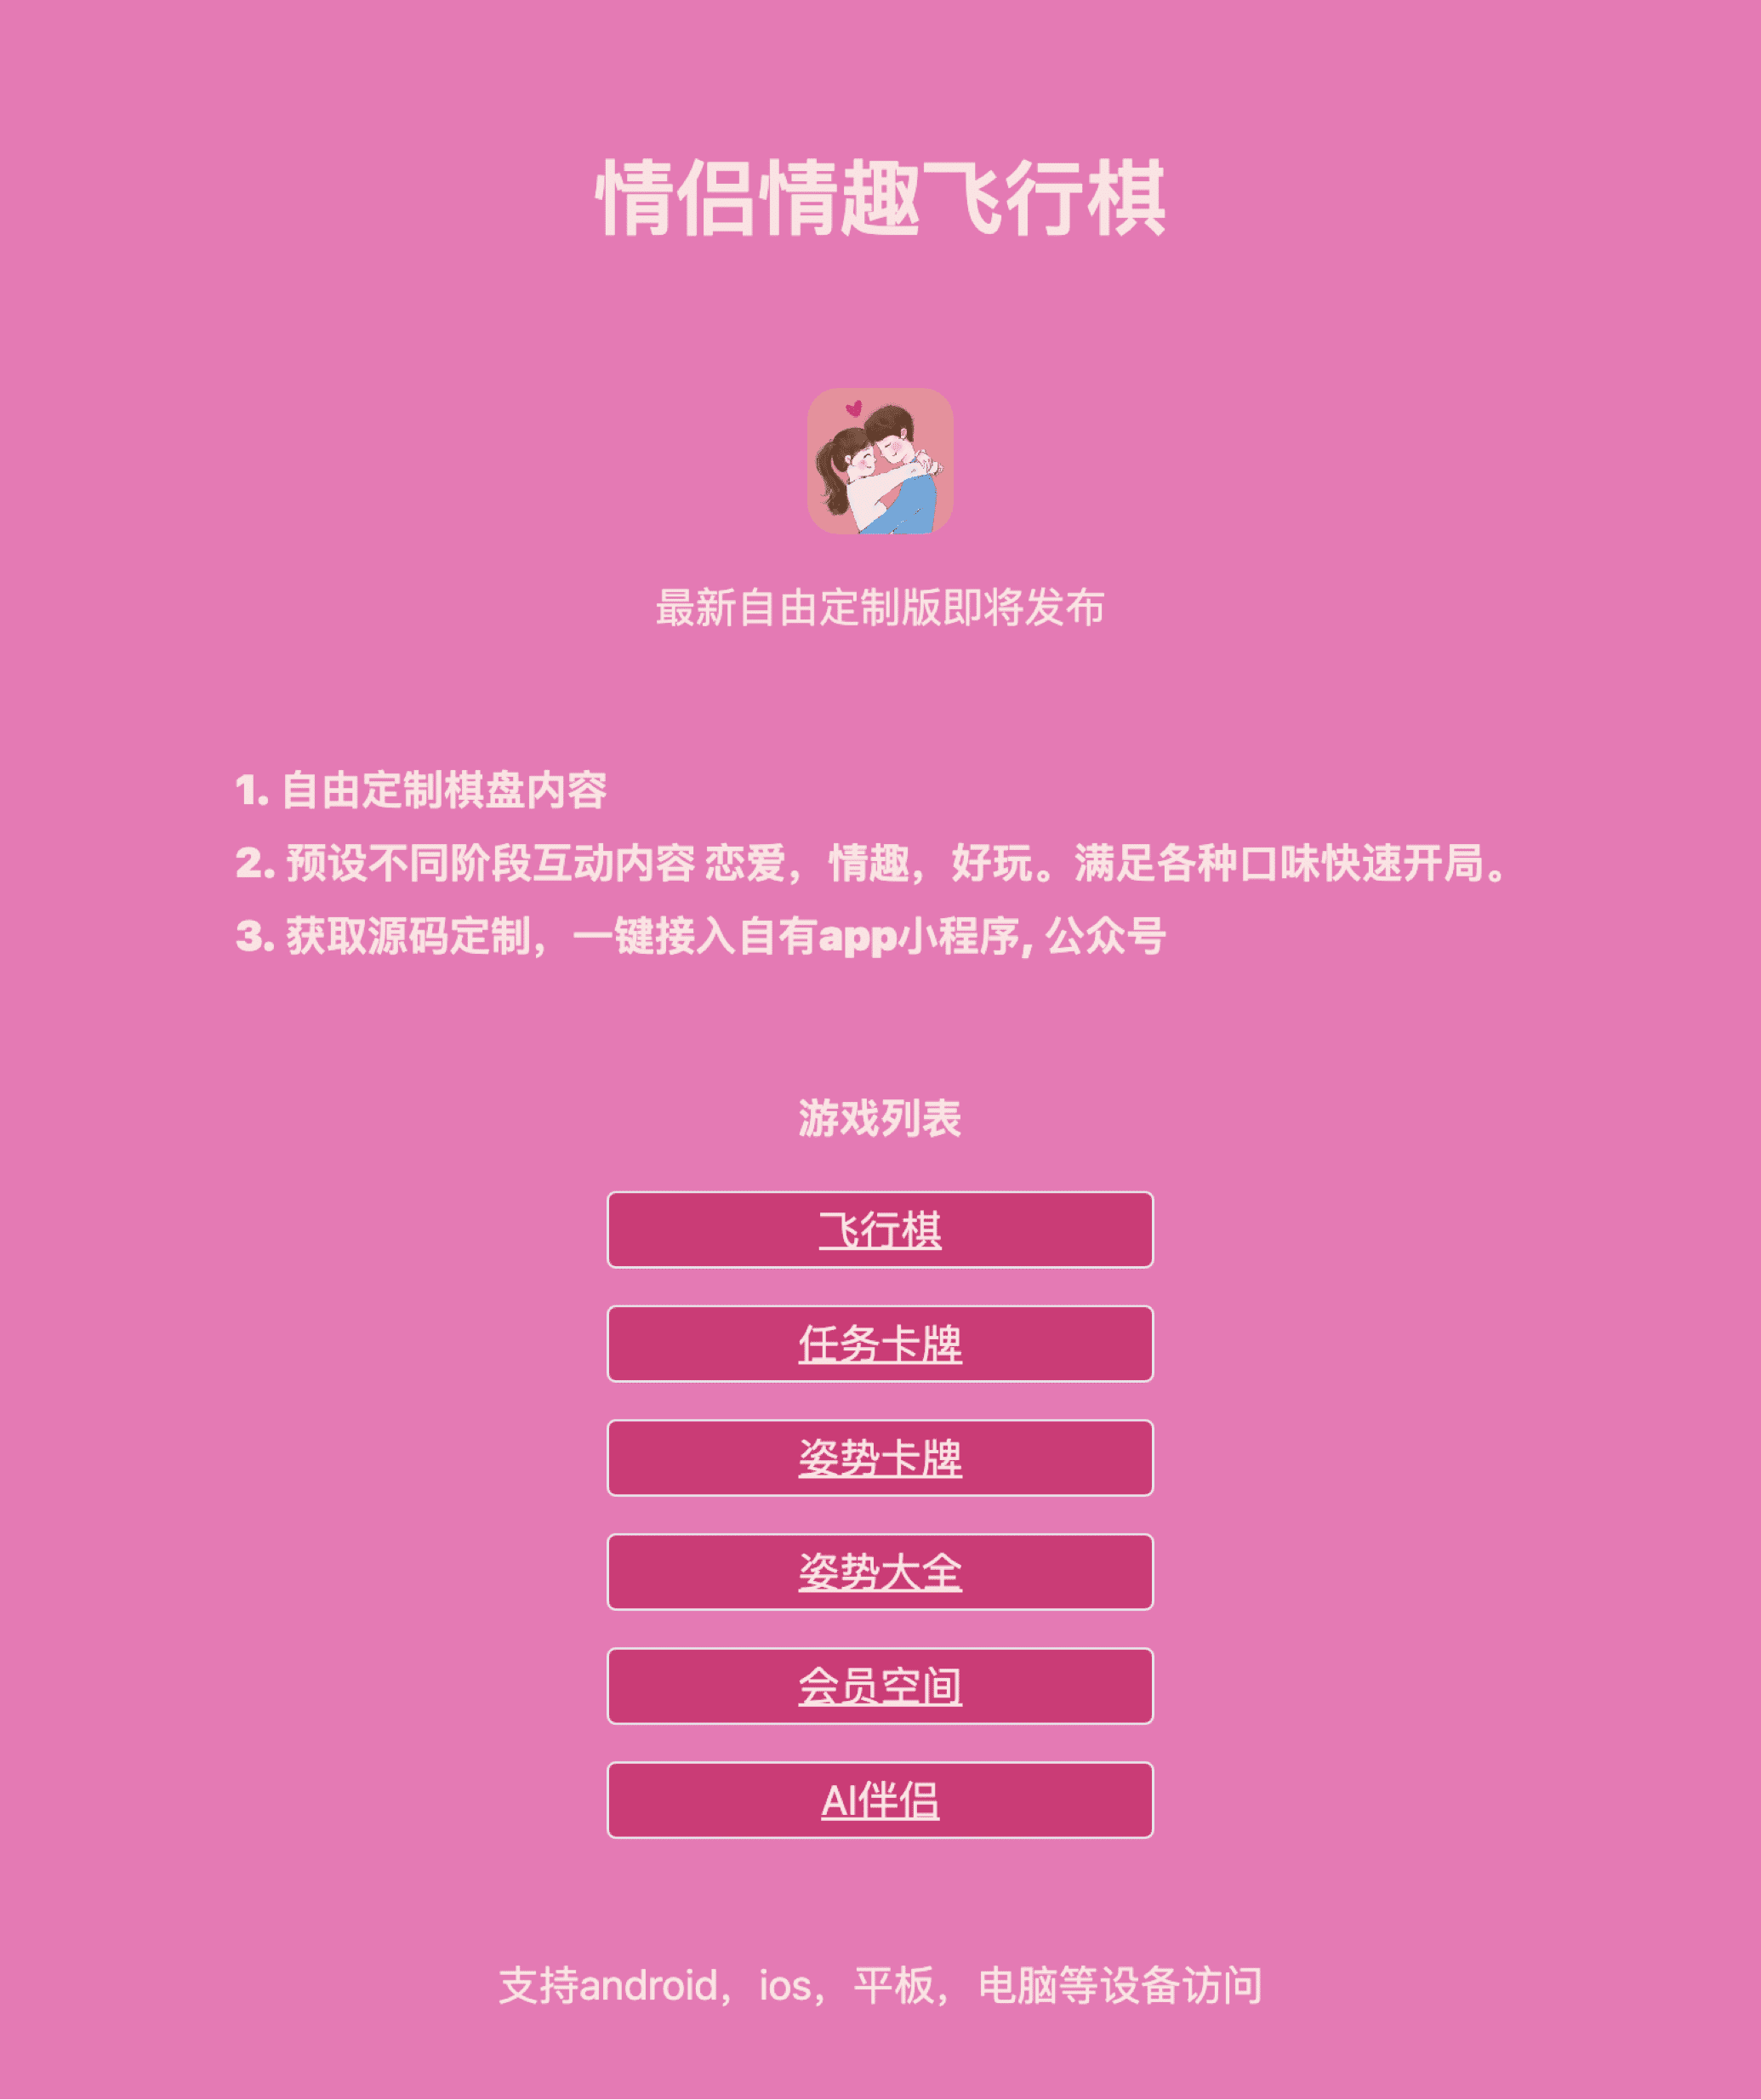 情侣情趣飞行棋
最新自由定制版即将发布
1. 自由定制棋盘内容
2. 预设不同阶段互动内容 恋爱，情趣，好玩。满足各种口味快速开局。
3. 获取源码定制，一键接入自有app小程序, 公众号
游戏列表
飞行棋
任务卡牌
姿势卡牌
姿势大全
会员空间
AI伴侣
支持android，ios，平板，电脑等设备访问